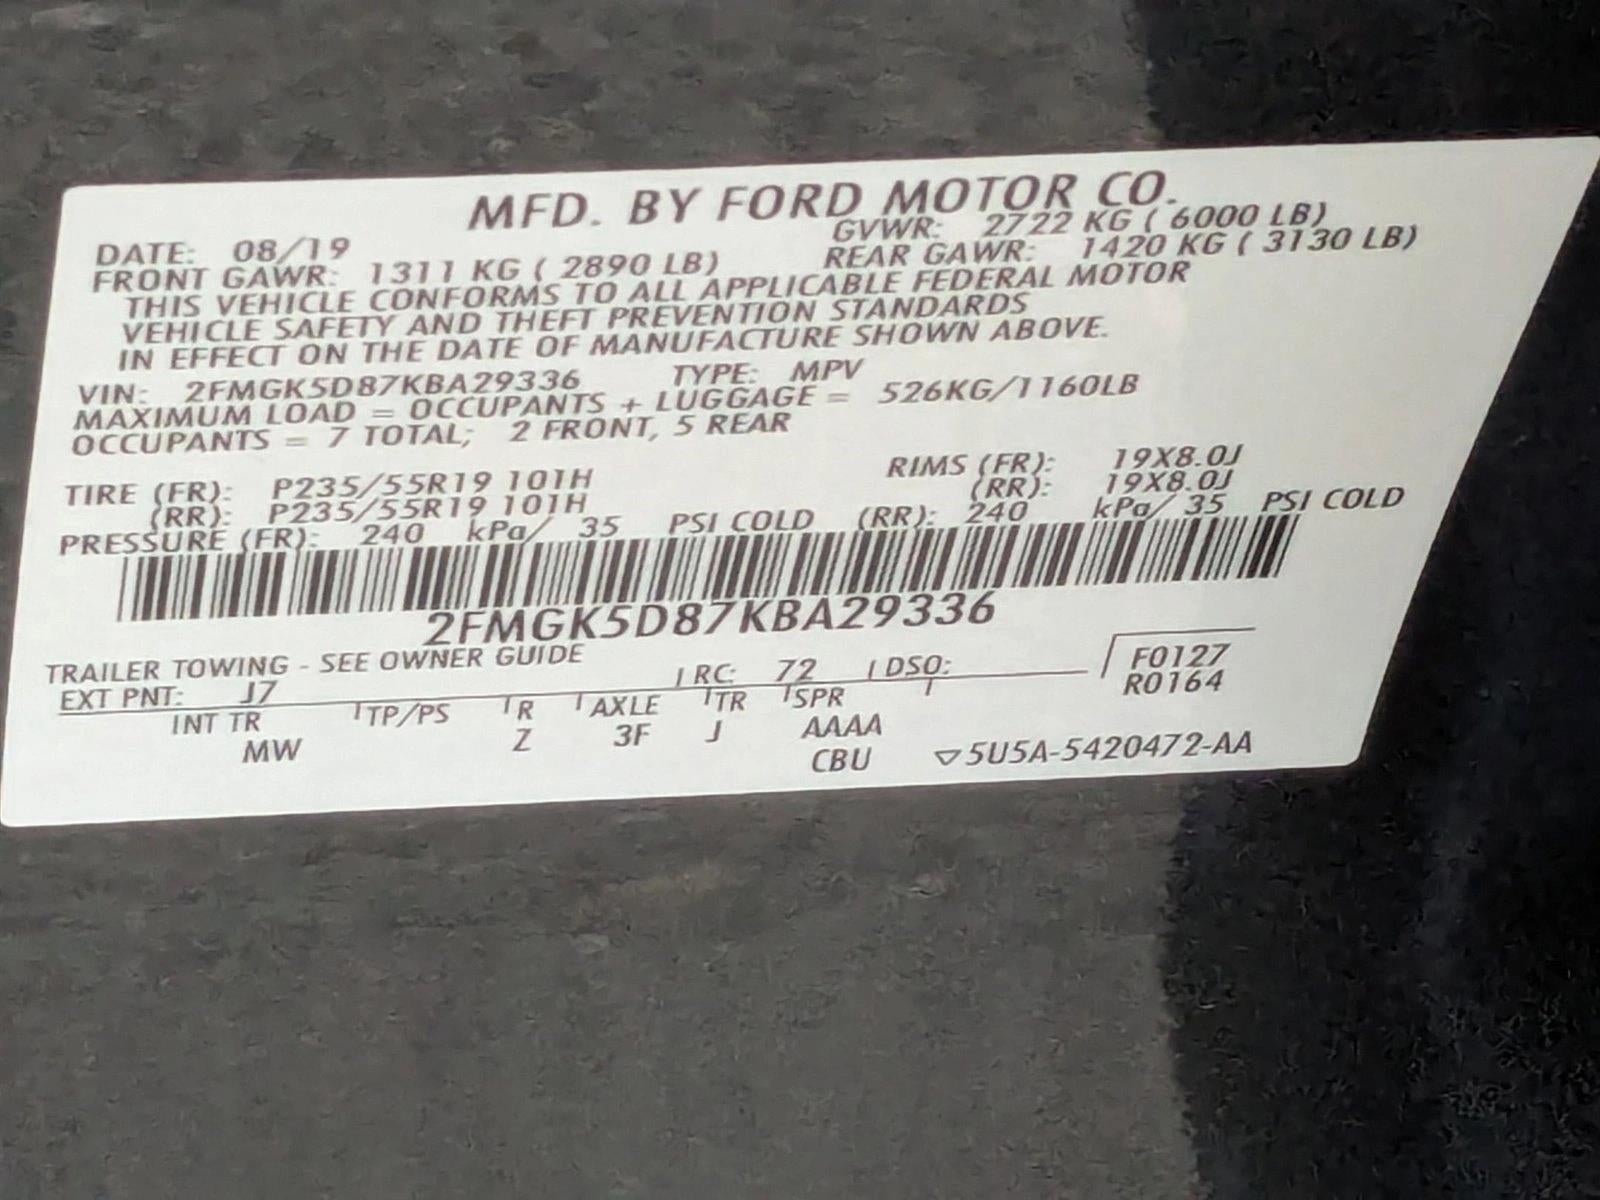 MFD. BY FORD MOTOR CO.
DATE: 08/19 GVWR: 2722 KG ( 6000 LB)
FRONT GAWR: 1311 KG ( 2890 LB) REAR GAWR: 1420 KG ( 3130 LB)
THIS VEHICLE CONFORMS TO ALL APPLICABLE FEDERAL MOTOR
VEHICLE SAFETY AND THEFT PREVENTION STANDARDS
IN EFFECT ON THE DATE OF MANUFACTURE SHOWN ABOVE.
VIN: 2FMGK5D87KBA29336 TYPE: MPV
MAXIMUM LOAD = OCCUPANTS + LUGGAGE = 526KG/1160LB
OCCUPANTS = 7 TOTAL; 2 FRONT, 5 REAR
TIRE (FR): P235/55R19 101H RIMS (FR): 19X8.0J
(RR): P235/55R19 101H (RR): 19X8.0J
PRESSURE (FR): 240 kPa/ 35 PSI COLD (RR): 240 kPa/ 35 PSI COLD
2FMGK5D87KBA29336
TRAILER TOWING - SEE OWNER GUIDE
EXT PNT: J7 RC: 72 DSO: F0127
R0164
INT TR TP/PS R AXLE TR SPR
MW Z 3F J AAAA
CBU ▽5U5A-5420472-AA